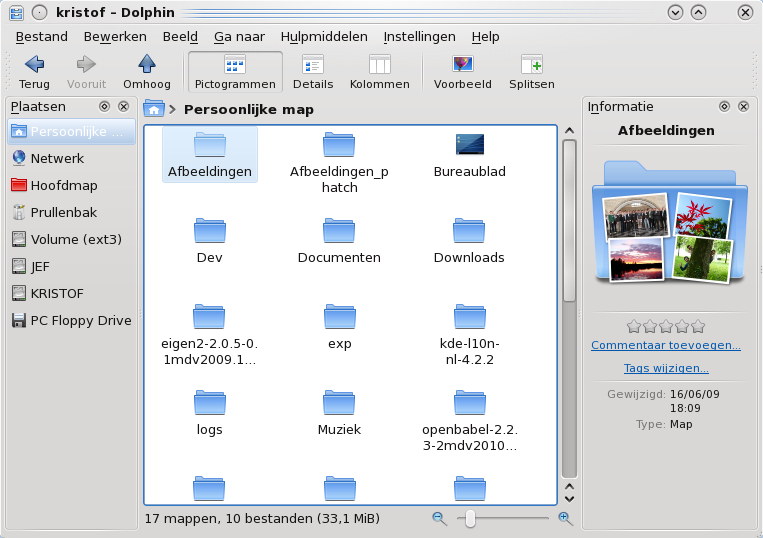 kristof – Dolphin
Bestand Bewerken Beeld Ga naar Hulpmiddelen Instellingen Help
Terug Vooruit Omhoog Pictogrammen Details Kolommen Voorbeeld Splitsen
Plaatsen
Persoonlijke ...
Netwerk
Hoofdmap
Prullenbak
Volume (ext3)
JEF
KRISTOF
PC Floppy Drive
Persoonlijke map
Afbeeldingen
Afbeeldingen_p
hatch
Bureaublad
Dev
Documenten
Downloads
eigen2-2.0.5-0.
1mdv2009.1...
exp
kde-l10n-
nl-4.2.2
logs
Muziek
openbabel-2.2.
3-2mdv2010...
17 mappen, 10 bestanden (33,1 MiB)
Informatie
Afbeeldingen
Commentaar toevoegen...
Tags wijzigen...
Gewijzigd: 16/06/09
18:09
Type: Map